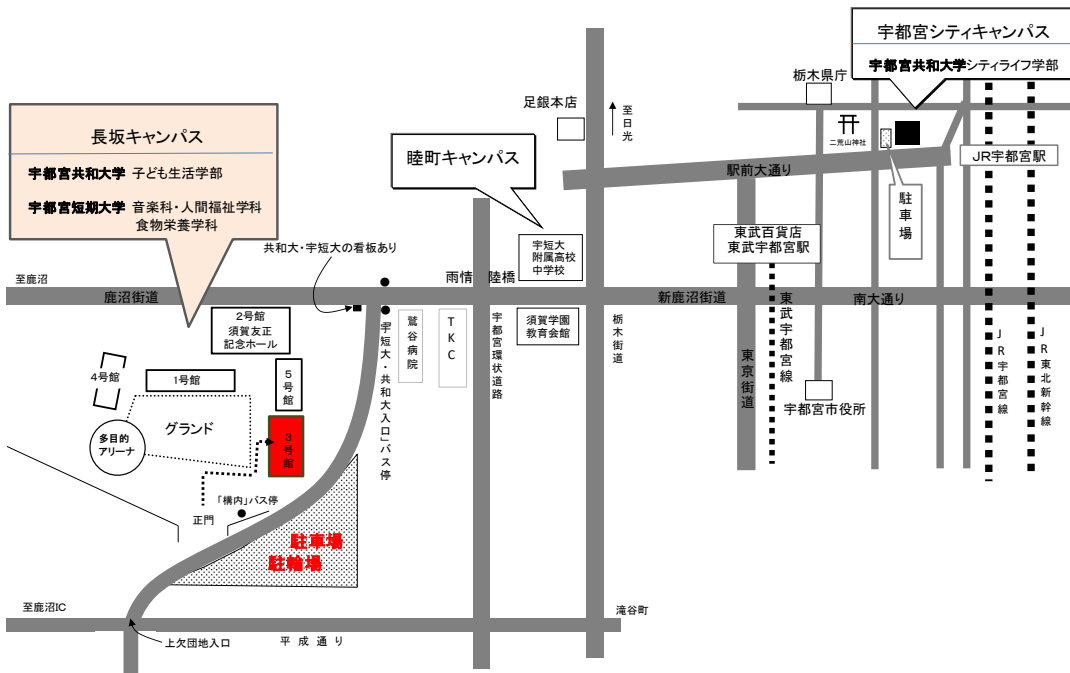 宇都宮シティキャンパス
宇都宮共和大学シティライフ学部
栃木県庁
足銀本店
至日光
長坂キャンパス
宇都宮共和大学 子ども生活学部
宇都宮短期大学 音楽科・人間福祉学科
食物栄養学科
睦町キャンパス
二荒山神社
JR宇都宮駅
駅前大通り
駐車場
東武百貨店
東武宇都宮駅
宇短大
附属高校
中学校
共和大・宇短大の看板あり
至鹿沼
雨情 陸橋
鹿沼街道
新鹿沼街道
南大通り
2号館
須賀友正
記念ホール
「宇短大・共和大入口」バス停
鷲谷病院
TKC
宇都宮環状道路
須賀学園
教育会館
栃木街道
東京街道
東武宇都宮線
JR宇都宮線
JR東北新幹線
4号館
1号館
5号館
宇都宮市役所
多目的
アリーナ
グランド
3号館
「構内」バス停
正門
駐車場
駐輪場
至鹿沼IC
滝谷町
上欠団地入口
平成通り